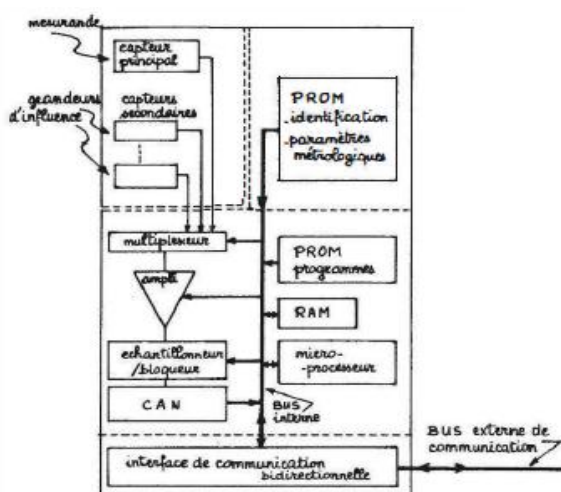 mesurande
capteur
principal
grandeurs
d'influence
capteurs
secondaires
PROM
-identification
-paramètres
métrologiques
multiplexeur
ampli
PROM
programmes
RAM
échantillonneur
/bloqueur
micro-
-processeur
CAN
BUS
interne
interface de communication
bidirectionnelle
BUS externe de
communication